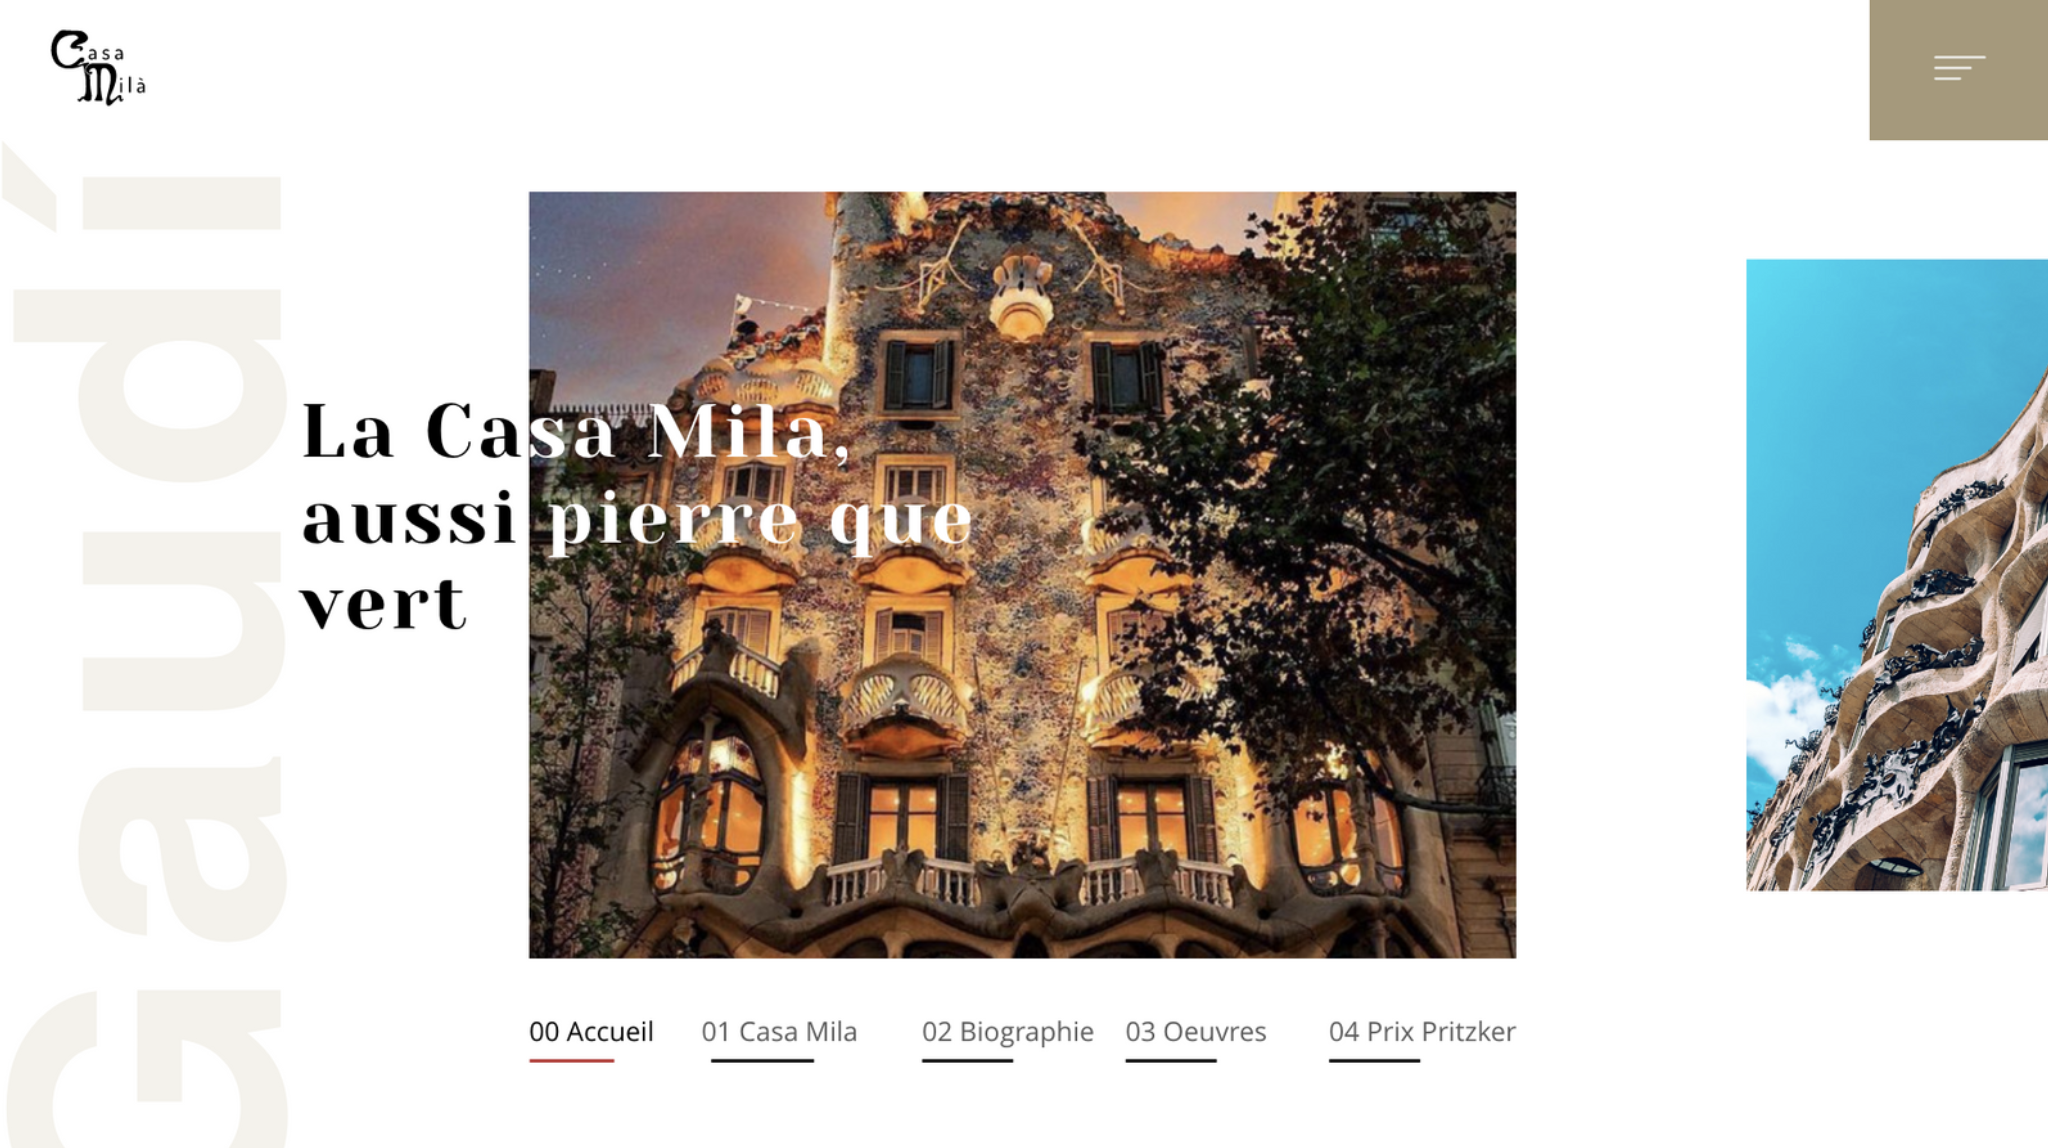 Casa
Milà
Gaudí
La Casa Mila,
aussi pierre que
vert
00 Accueil
01 Casa Mila
02 Biographie
03 Oeuvres
04 Prix Pritzker